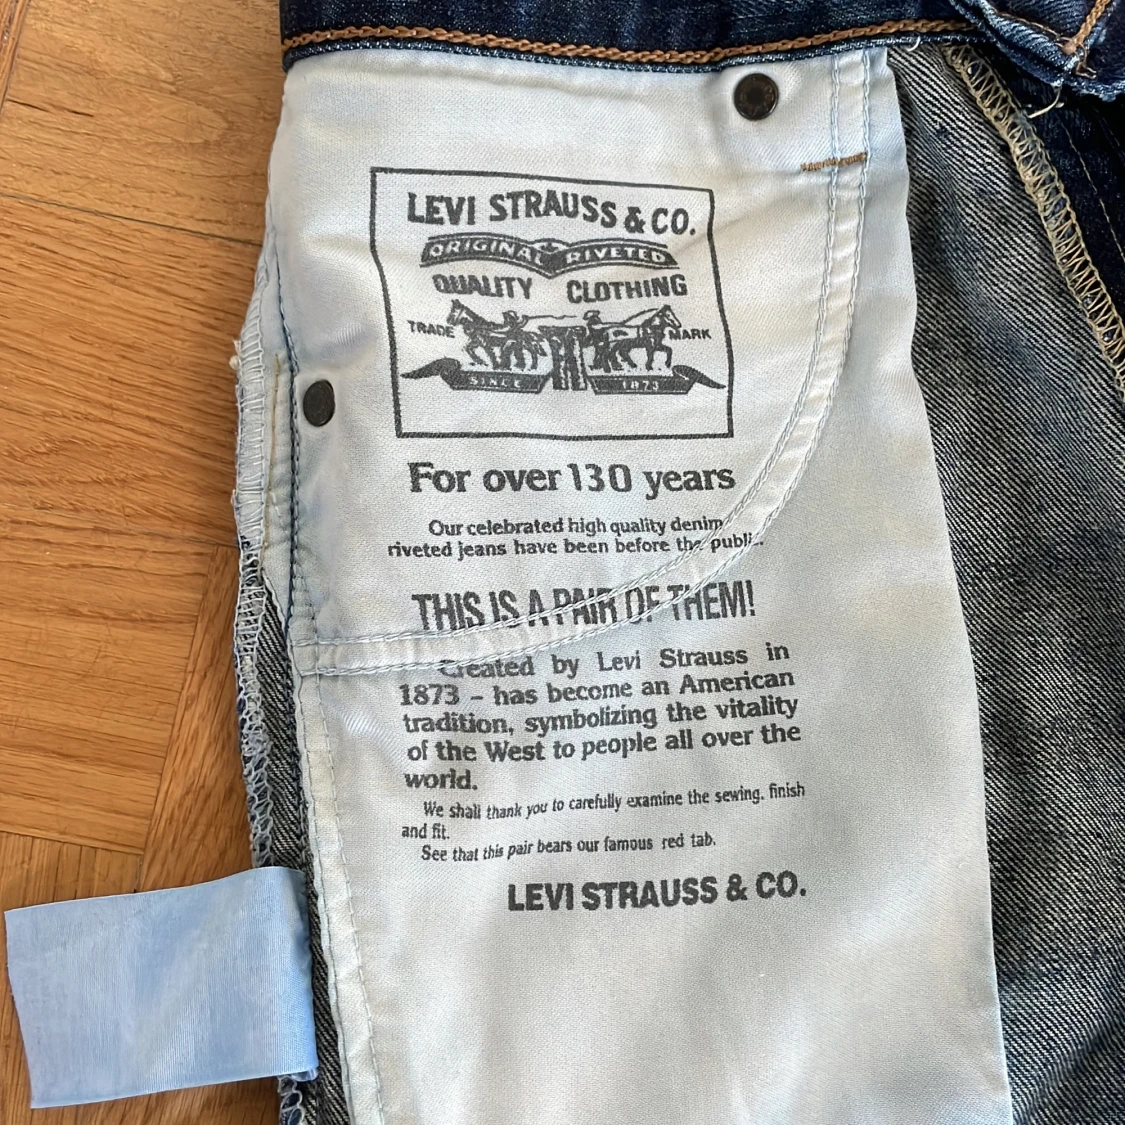 LEVI STRAUSS & CO.
ORIGINAL RIVETED
QUALITY CLOTHING
TRADE MARK
SINCE 1873
For over 130 years
Our celebrated high quality denim
riveted jeans have been before the public.
THIS IS A PAIR OF THEM!
Created by Levi Strauss in
1873 – has become an American
tradition, symbolizing the vitality
of the West to people all over the
world.
We shall thank you to carefully examine the sewing. finish
and fit.
See that this pair bears our famous red tab.
LEVI STRAUSS & CO.